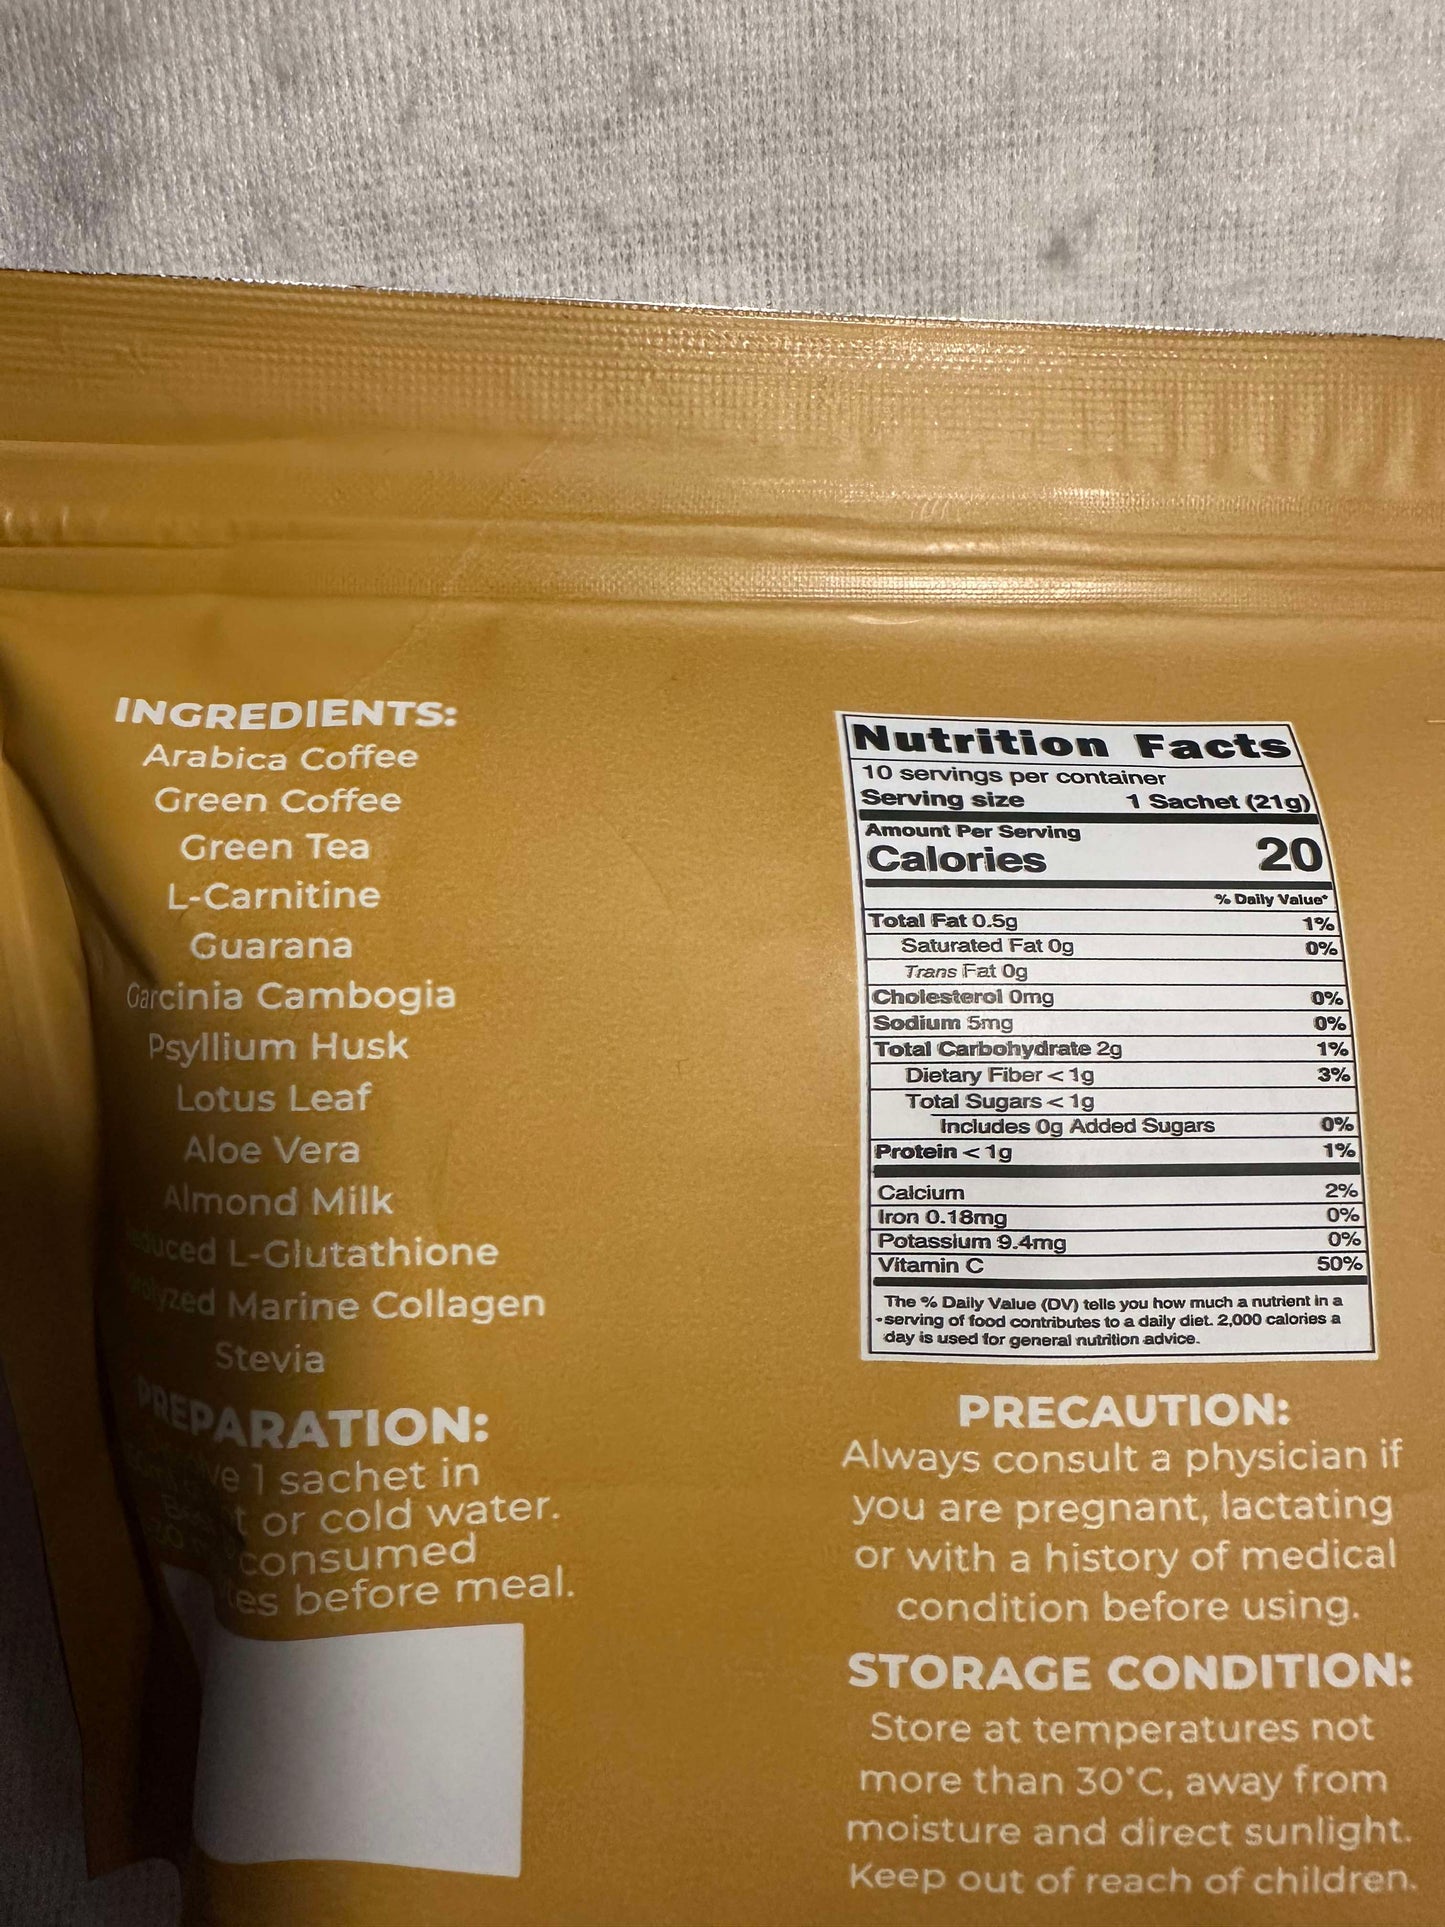 INGREDIENTS:
Arabica Coffee
Green Coffee
Green Tea
L-Carnitine
Guarana
Garcinia Cambogia
Psyllium Husk
Lotus Leaf
Aloe Vera
Almond Milk
L-Glutathione
Marine Collagen
Stevia
PREPARATION:
1 sachet in
or cold water.
consumed
before meal.
Nutrition Facts
10 servings per container
Serving size 1 Sachet (21g)
Amount Per Serving
Calories 20
% Daily Value*
Total Fat 0.5g 1%
Saturated Fat 0g 0%
Trans Fat 0g
Cholesterol 0mg 0%
Sodium 5mg 0%
Total Carbohydrate 2g 1%
Dietary Fiber < 1g 3%
Total Sugars < 1g
Includes 0g Added Sugars 0%
Protein < 1g 1%
Calcium 2%
Iron 0.18mg 0%
Potassium 9.4mg 0%
Vitamin C 50%
The % Daily Value (DV) tells you how much a nutrient in a
serving of food contributes to a daily diet. 2,000 calories a
day is used for general nutrition advice.
PRECAUTION:
Always consult a physician if
you are pregnant, lactating
or with a history of medical
condition before using.
STORAGE CONDITION:
Store at temperatures not
more than 30°C, away from
moisture and direct sunlight.
Keep out of reach of children.